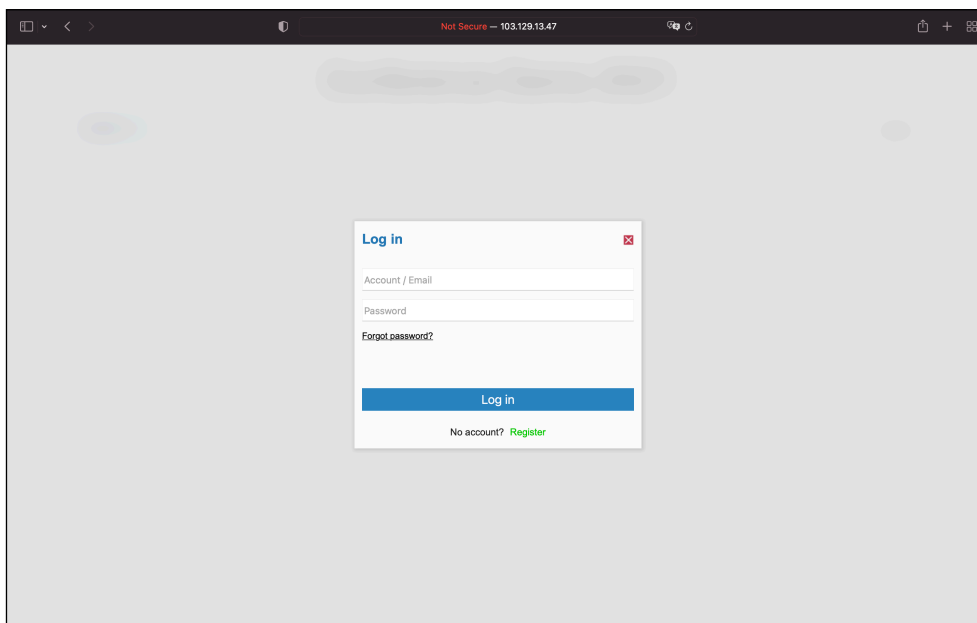 Not Secure — 103.129.13.47
Log in
Account / Email
Password
Forgot password?
Log in
No account? Register